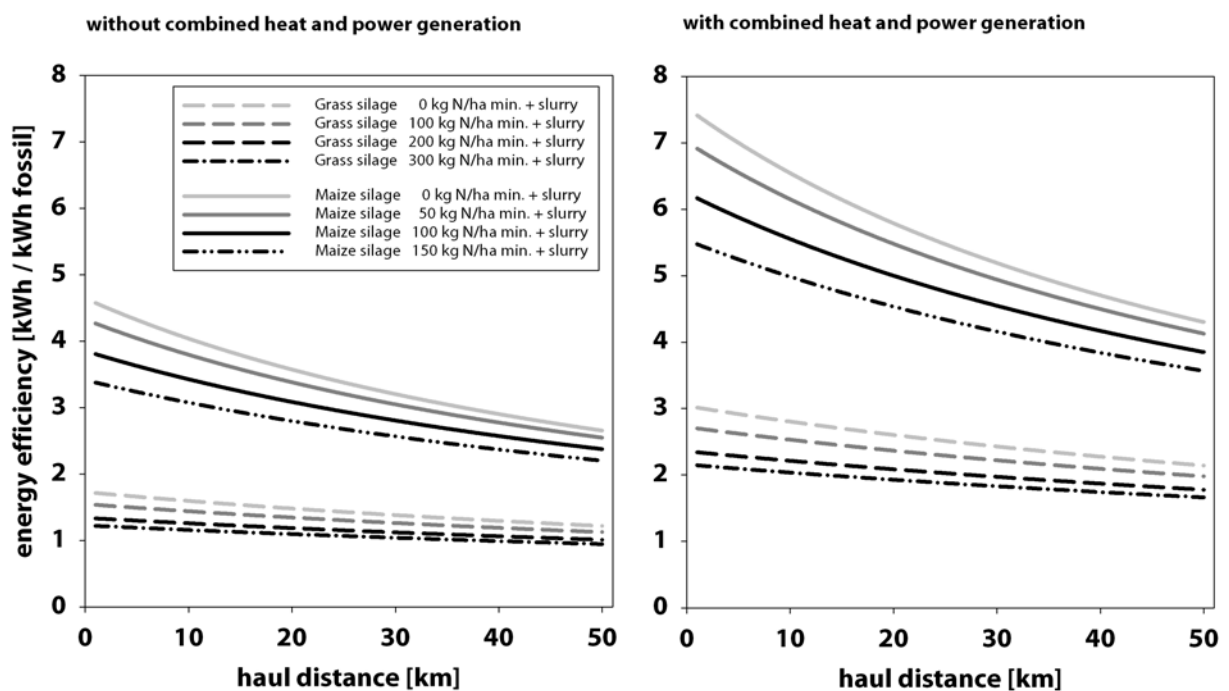 without combined heat and power generation
with combined heat and power generation
energy efficiency [kWh / kWh fossil]
8
7
6
5
4
3
2
1
0
Grass silage 0 kg N/ha min. + slurry
Grass silage 100 kg N/ha min. + slurry
Grass silage 200 kg N/ha min. + slurry
Grass silage 300 kg N/ha min. + slurry
Maize silage 0 kg N/ha min. + slurry
Maize silage 50 kg N/ha min. + slurry
Maize silage 100 kg N/ha min. + slurry
Maize silage 150 kg N/ha min. + slurry
0 10 20 30 40 50
haul distance [km]
8
7
6
5
4
3
2
1
0
0 10 20 30 40 50
haul distance [km]